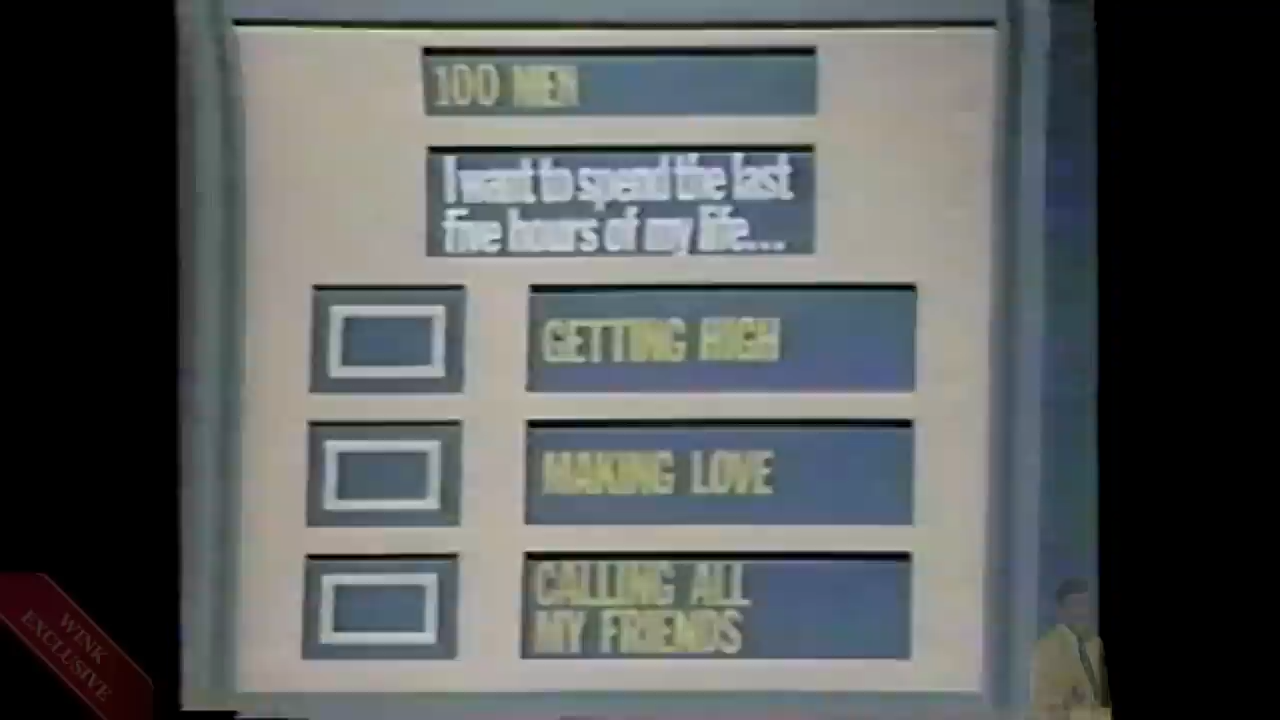 100 MEN
I want to spend the last
five hours of my life...
GETTING HIGH
MAKING LOVE
CALLING ALL
MY FRIENDS
WINK
EXCLUSIVE